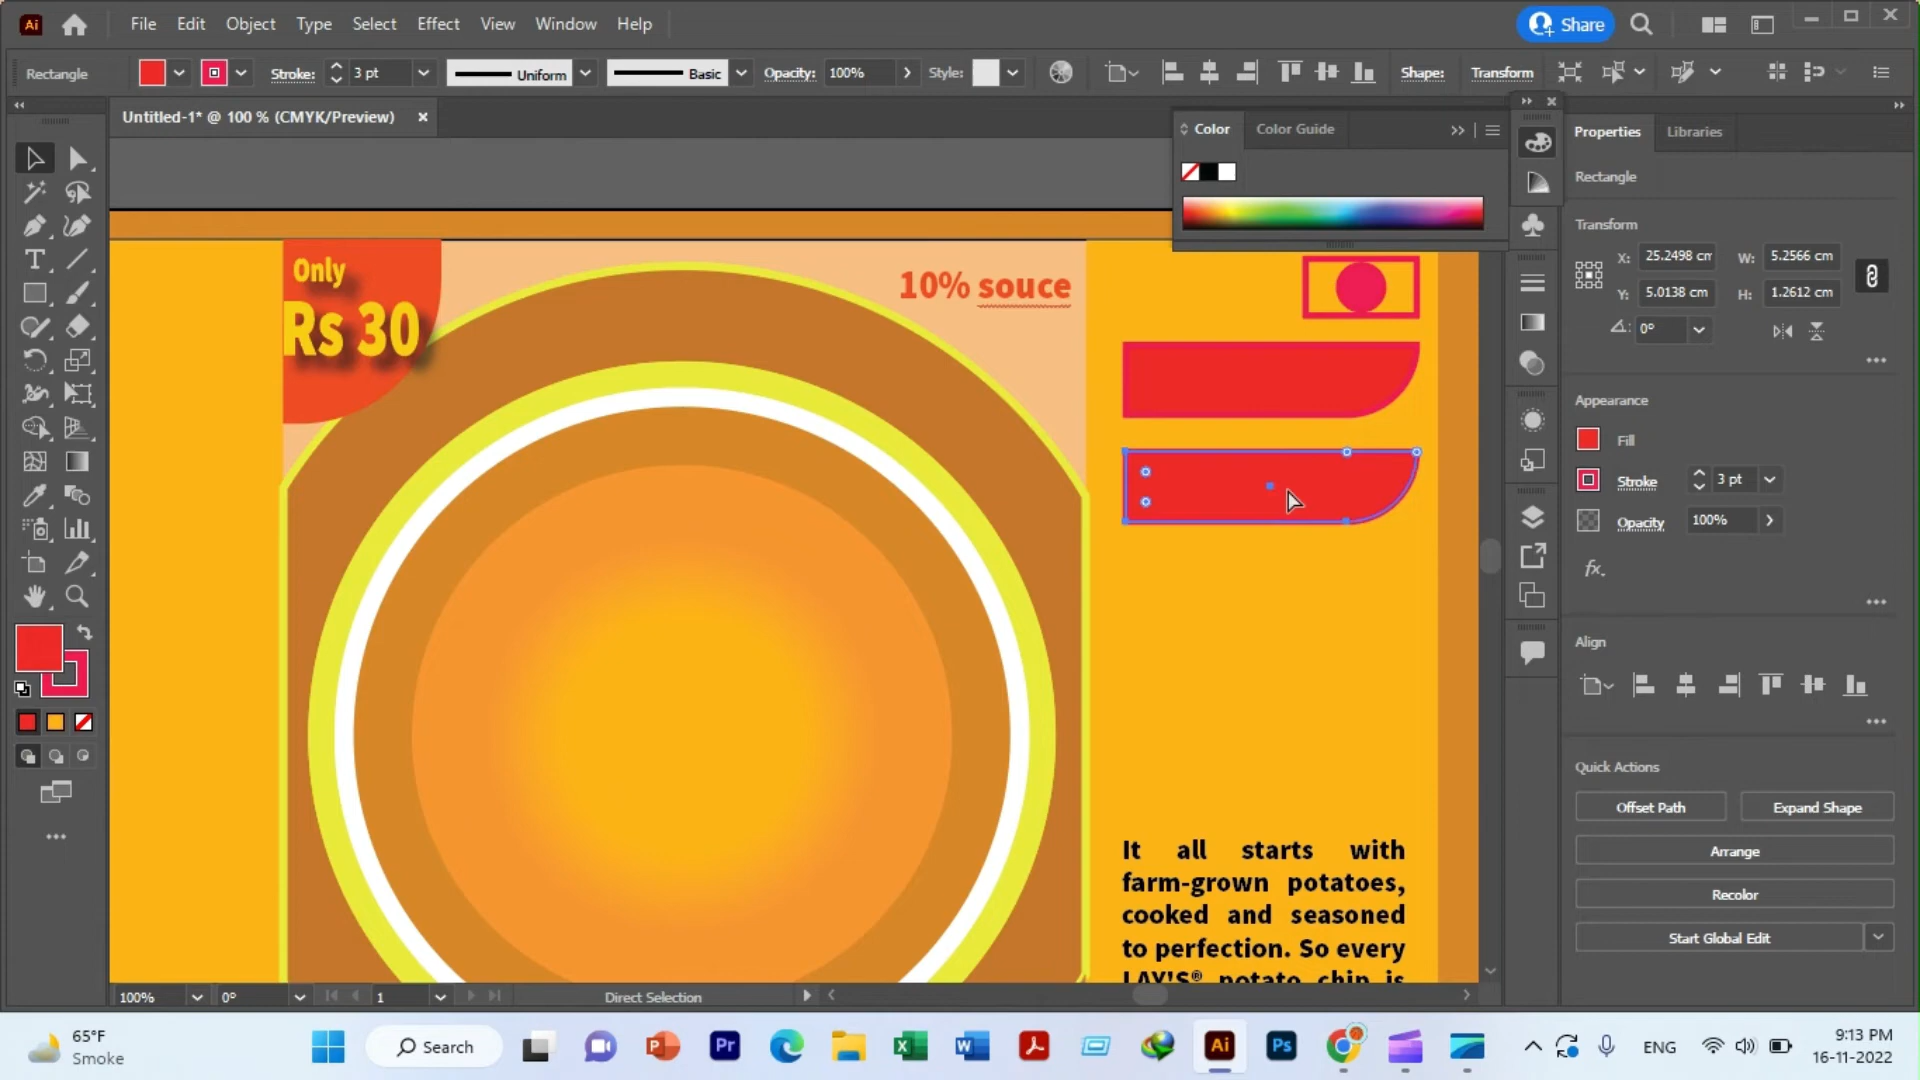 Ai File Edit Object Type Select Effect View Window Help Share
Rectangle Stroke: 3 pt Uniform Basic Opacity: 100% Style: Shape: Transform
Untitled-1* @ 100 % (CMYK/Preview)
Color Color Guide
Properties Libraries
Rectangle
Transform
X: 25.2498 cm W: 5.2566 cm
Y: 5.0138 cm H: 1.2612 cm
0°
Appearance
Fill
Stroke 3 pt
Opacity 100%
fx.
Align
Quick Actions
Offset Path Expand Shape
Arrange
Recolor
Start Global Edit
Only
Rs 30
10% souce
It all starts with
farm-grown potatoes,
cooked and seasoned
to perfection. So every
LAY'S® potato chip is
100% 0° 1 Direct Selection
65°F
Smoke
Search
P Pr X W Ai Ps
ENG
9:13 PM
16-11-2022